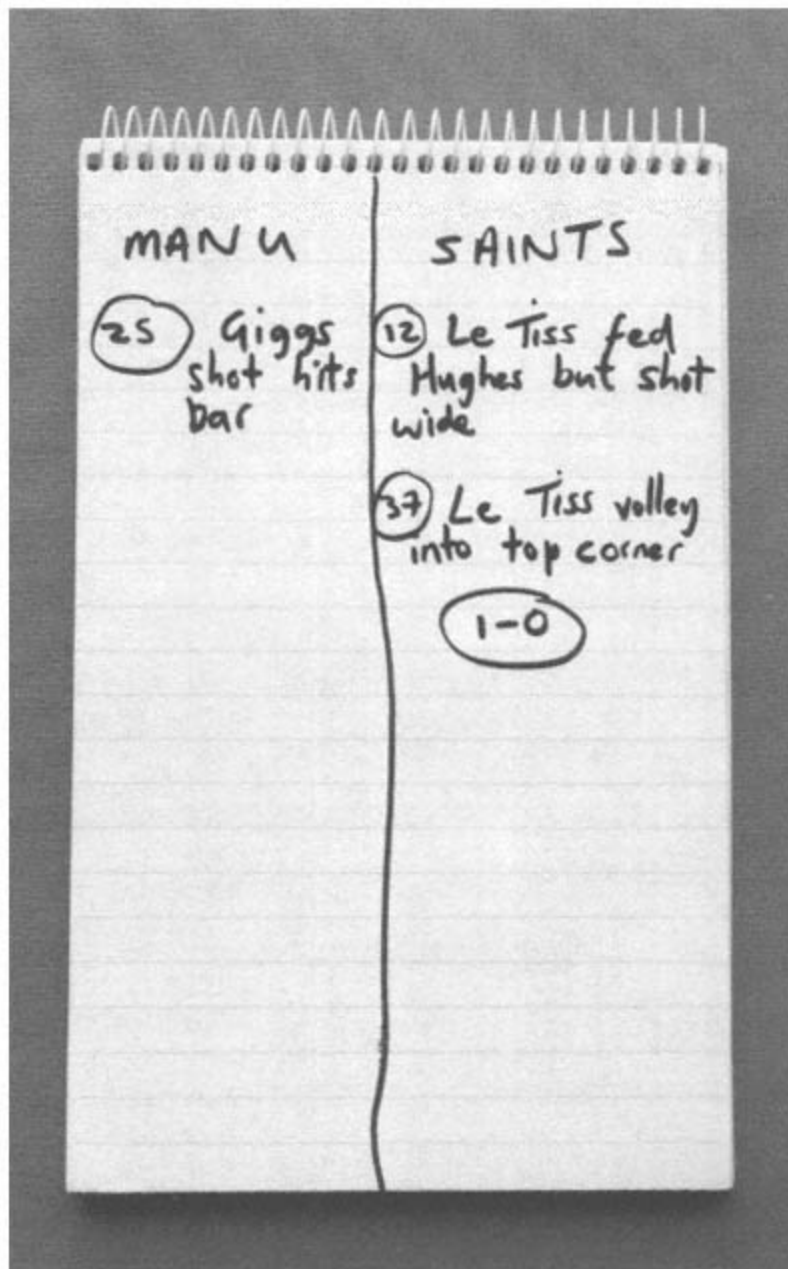 MAN U
25 Giggs
shot hits
bar
SAINTS
12 Le Tiss fed
Hughes but shot
wide
37 Le Tiss volley
into top corner
1-0